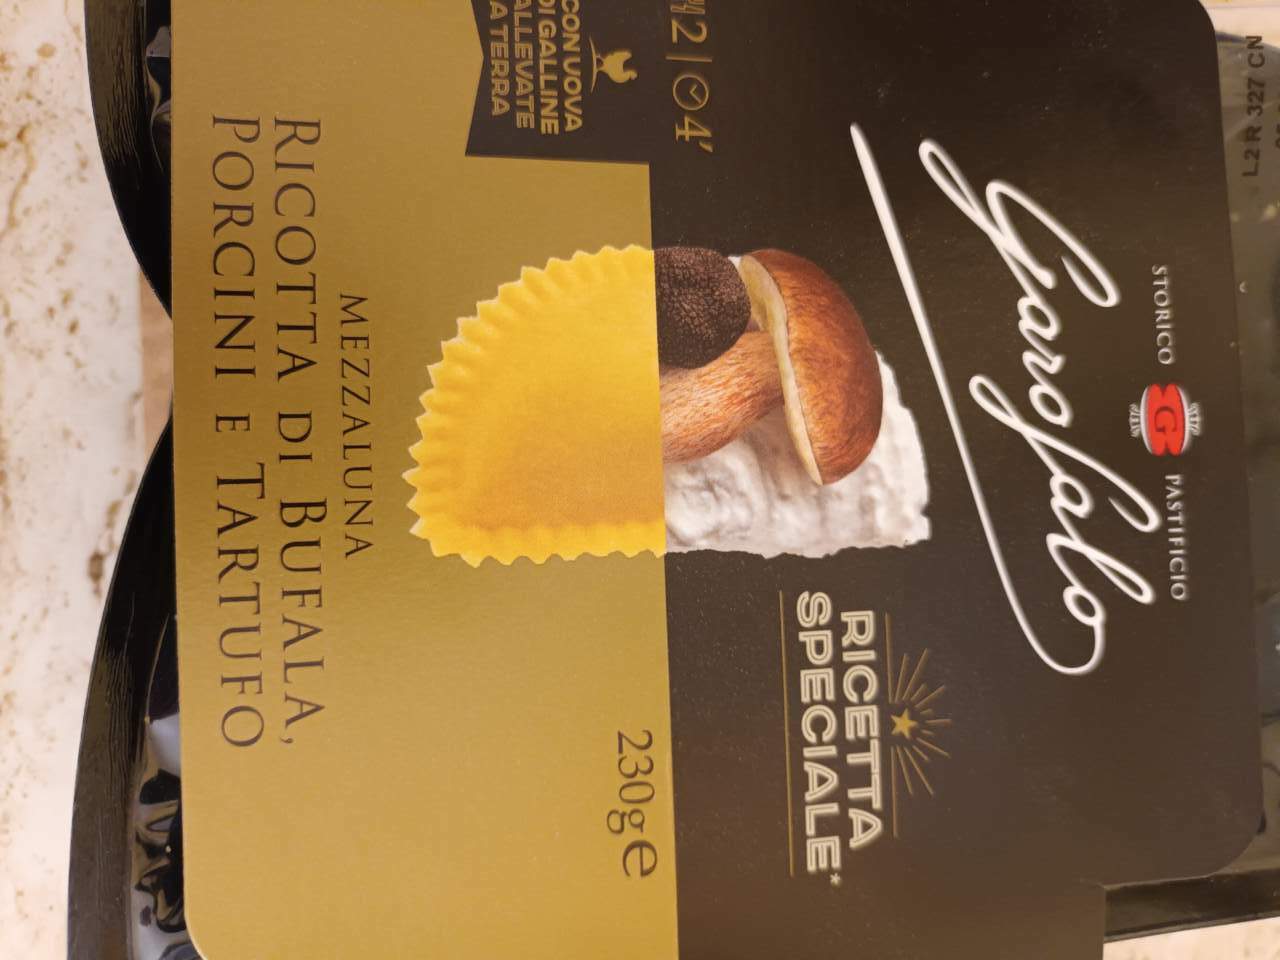 L2 R 327 CN
STORICO G PASTIFICIO
Garofalo
2 | 4'
CON UOVA
DI GALLINE
ALLEVATE
A TERRA
RICETTA
SPECIALE*
230g e
MEZZALUNA
RICOTTA DI BUFALA,
PORCINI E TARTUFO